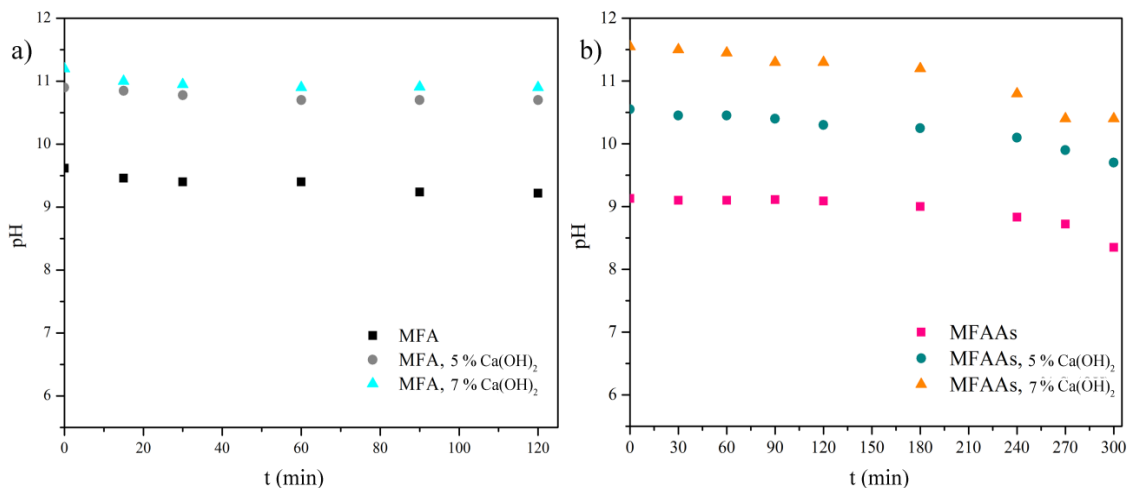 a)
12
11
10
9
8
7
6
pH
0
20
40
60
80
100
120
t (min)
MFA
MFA, 5 % Ca(OH)2
MFA, 7 % Ca(OH)2
b)
12
11
10
9
8
7
6
pH
0
30
60
90
120
150
180
210
240
270
300
t (min)
MFAAs
MFAAs, 5 % Ca(OH)2
MFAAs, 7 % Ca(OH)2